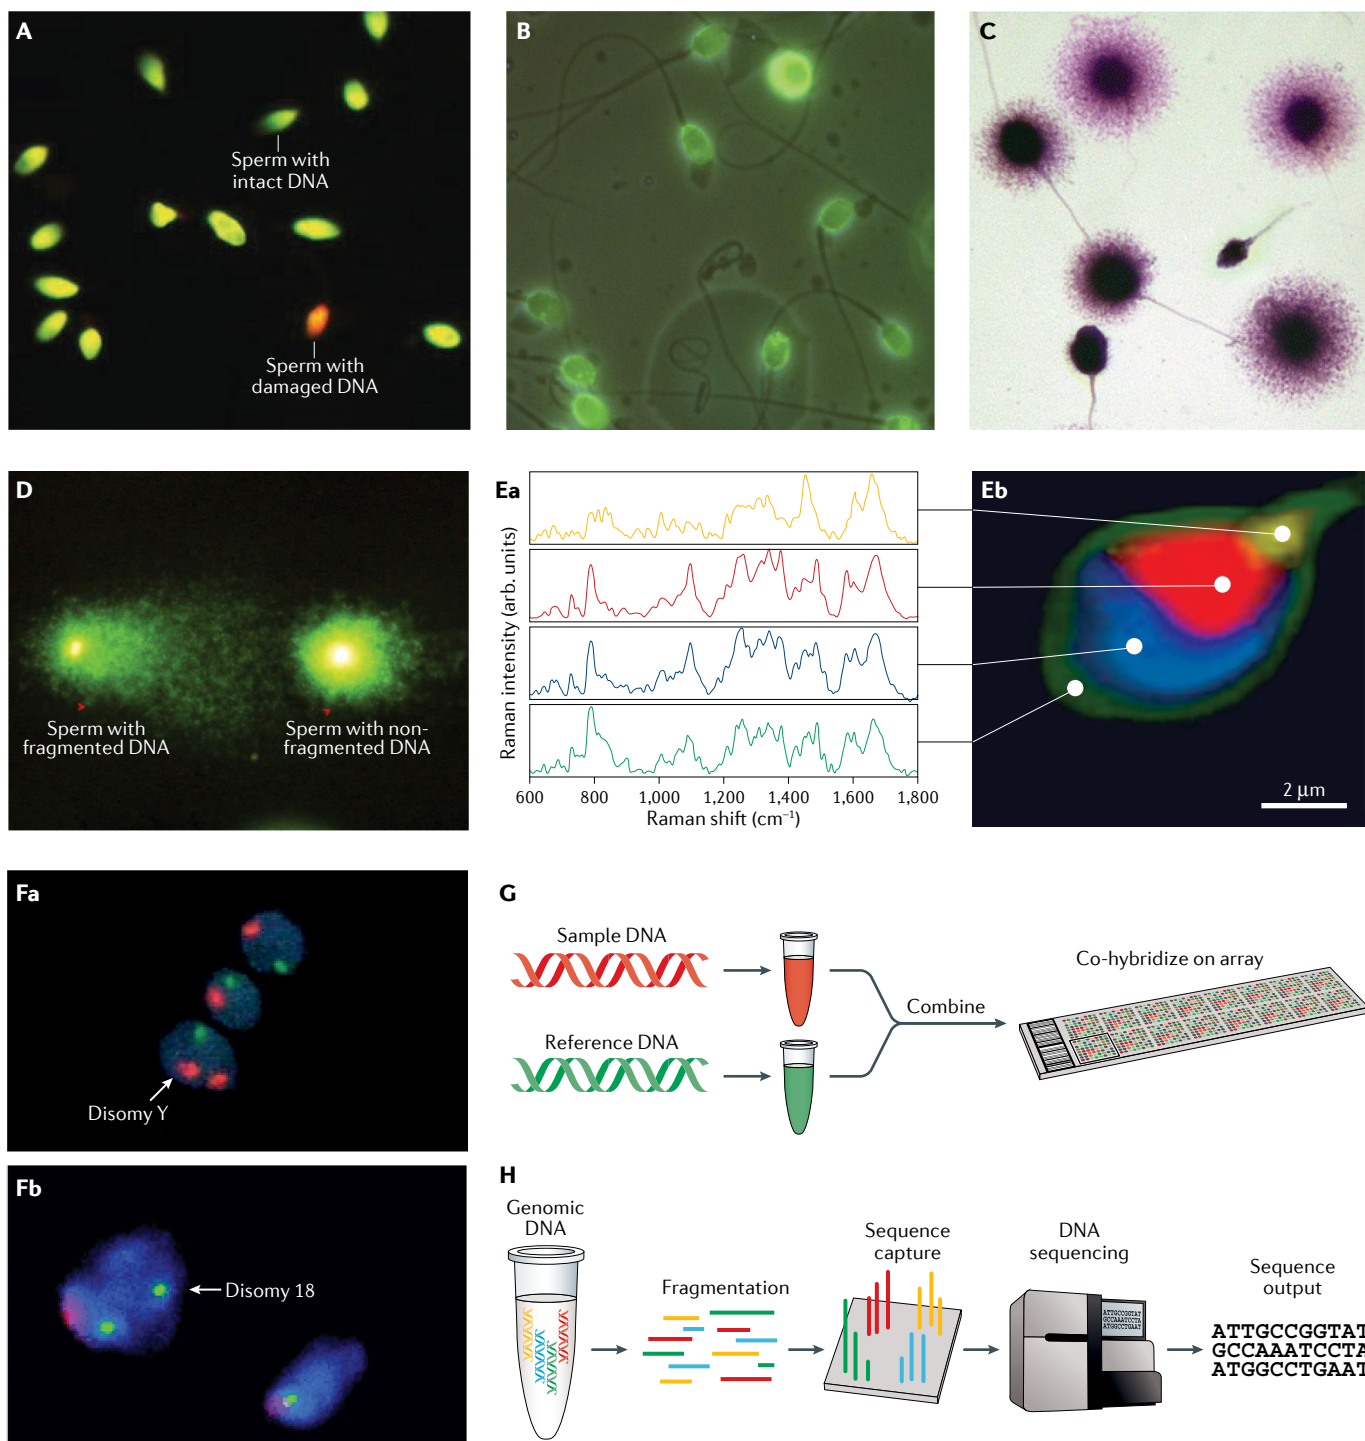 A
Sperm with
intact DNA
Sperm with
damaged DNA
B
C
D
Sperm with
fragmented DNA
Sperm with non-
fragmented DNA
Ea
Raman intensity (arb. units)
600
800
1,000
1,200
1,400
1,600
1,800
Raman shift (cm⁻¹)
Eb
2 µm
Fa
Disomy Y
Fb
Disomy 18
G
Sample DNA
Reference DNA
Combine
Co-hybridize on array
H
Genomic
DNA
Fragmentation
Sequence
capture
DNA
sequencing
ATTGCCGGTAT
GCCAAATCCTA
ATGGCCTGAAT
Sequence
output
ATTGCCGGTAT
GCCAAATCCTA
ATGGCCTGAAT